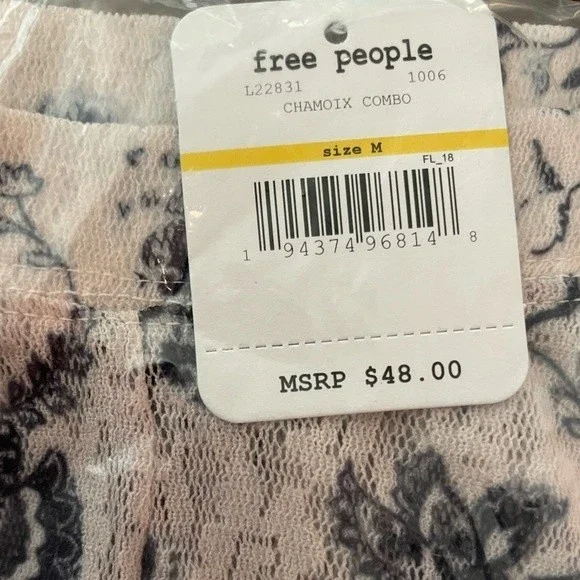 free people
L22831 1006
CHAMOIX COMBO
size M
FL_18
1 94374 96814 8
MSRP $48.00